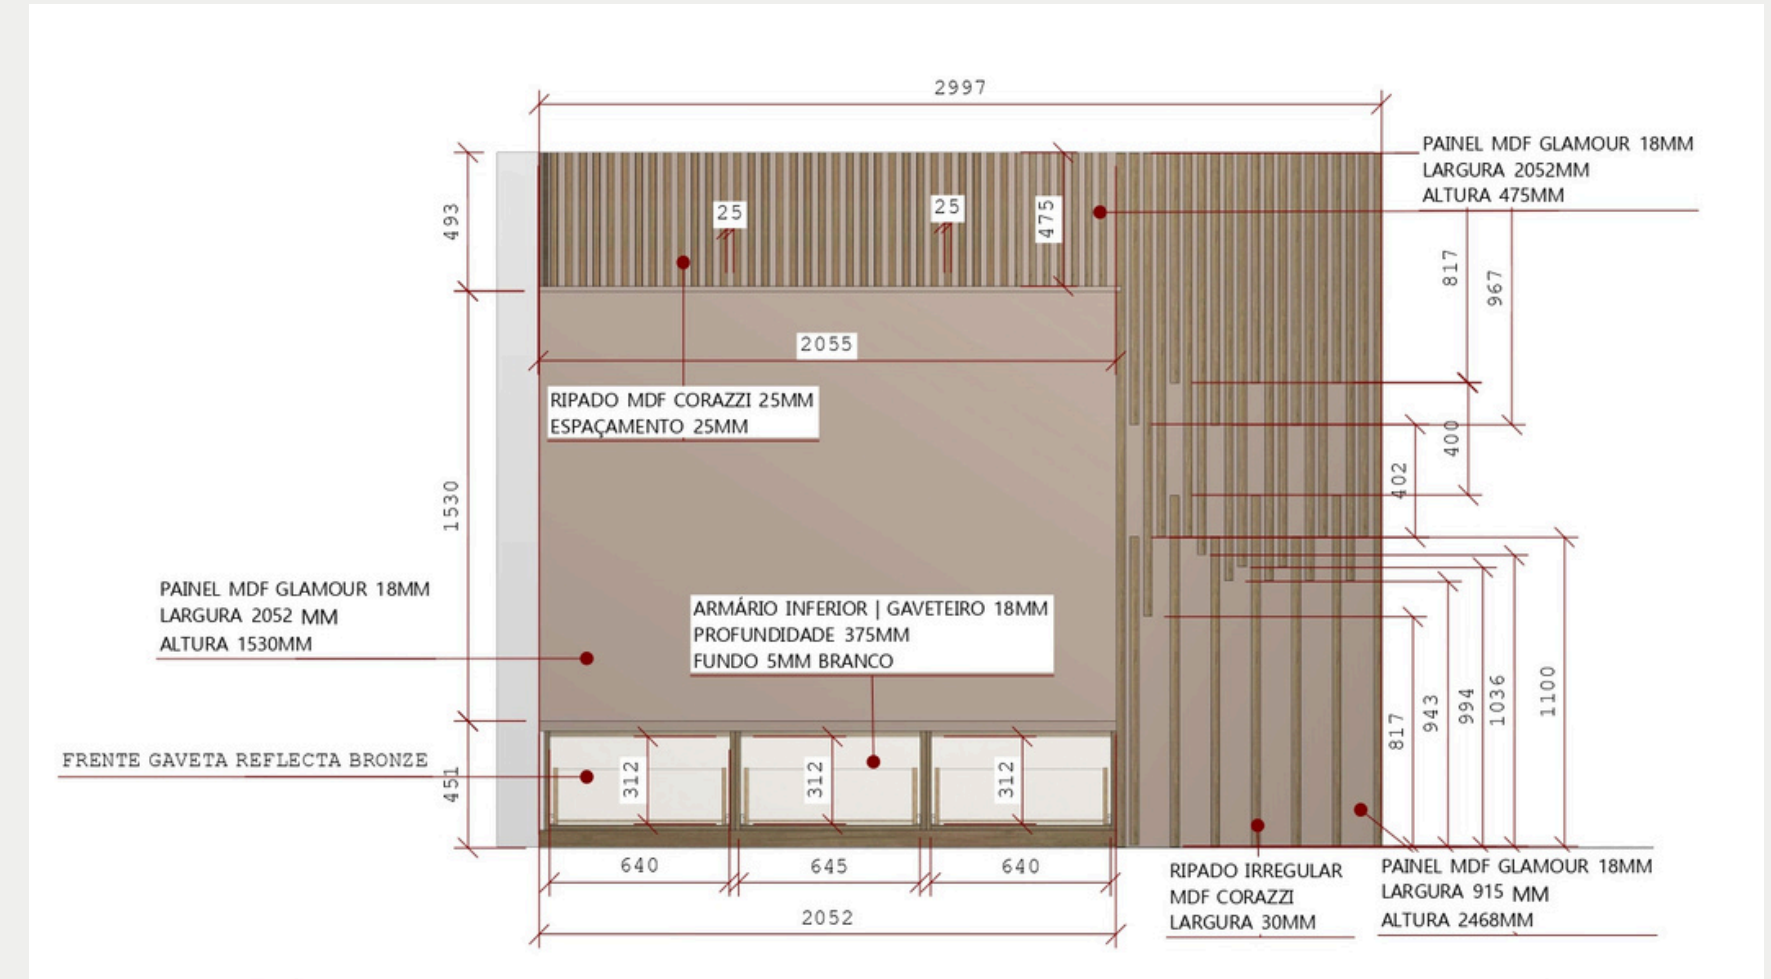 2997
PAINEL MDF GLAMOUR 18MM
LARGURA 2052MM
ALTURA 475MM
493
25
25
475
817
967
2055
RIPADO MDF CORAZZI 25MM
ESPAÇAMENTO 25MM
400
402
1530
PAINEL MDF GLAMOUR 18MM
LARGURA 2052 MM
ALTURA 1530MM
ARMÁRIO INFERIOR | GAVETEIRO 18MM
PROFUNDIDADE 375MM
FUNDO 5MM BRANCO
817
943
994
1036
1100
FRENTE GAVETA REFLECTA BRONZE
451
312
312
312
640
645
640
2052
RIPADO IRREGULAR
MDF CORAZZI
LARGURA 30MM
PAINEL MDF GLAMOUR 18MM
LARGURA 915 MM
ALTURA 2468MM